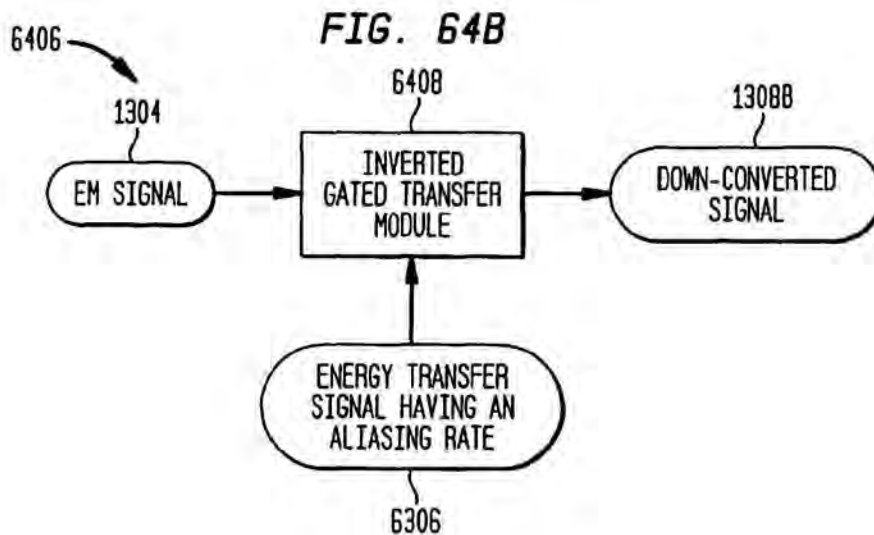 FIG. 64B
6406
1304
6408
1308B
EM SIGNAL
INVERTED
GATED TRANSFER
MODULE
DOWN-CONVERTED
SIGNAL
ENERGY TRANSFER
SIGNAL HAVING AN
ALIASING RATE
6306